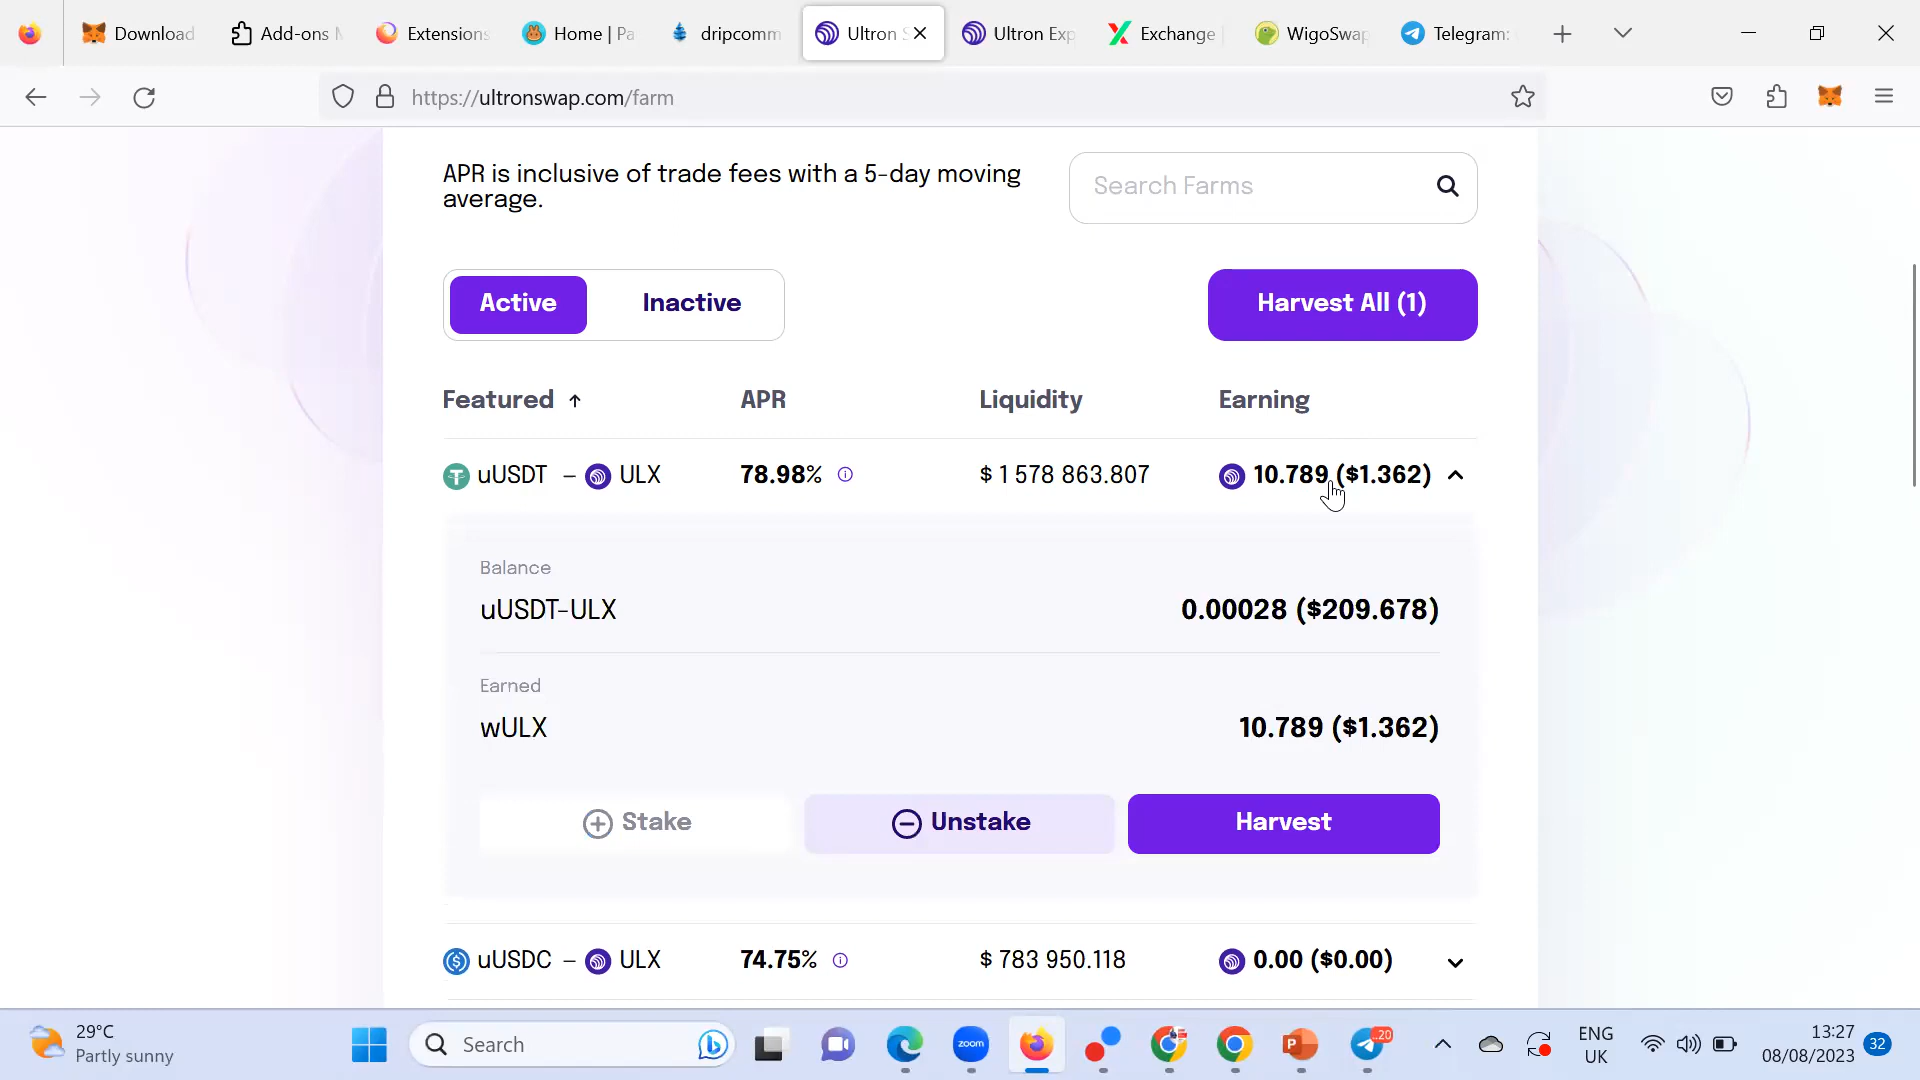 Download
Add-ons
Extensions
Home | Pa
dripcomm
Ultron S
Ultron Exp
Exchange
WigoSwap
Telegram:
https://ultronswap.com/farm
APR is inclusive of trade fees with a 5-day moving
average.
Search Farms
Active
Inactive
Harvest All (1)
Featured ↑
APR
Liquidity
Earning
uUSDT – ULX
78.98%
$ 1 578 863.807
10.789 ($1.362)
Balance
uUSDT-ULX
0.00028 ($209.678)
Earned
wULX
10.789 ($1.362)
Stake
Unstake
Harvest
uUSDC – ULX
74.75%
$ 783 950.118
0.00 ($0.00)
29°C
Partly sunny
Search
zoom
..20
ENG
UK
13:27
08/08/2023
32